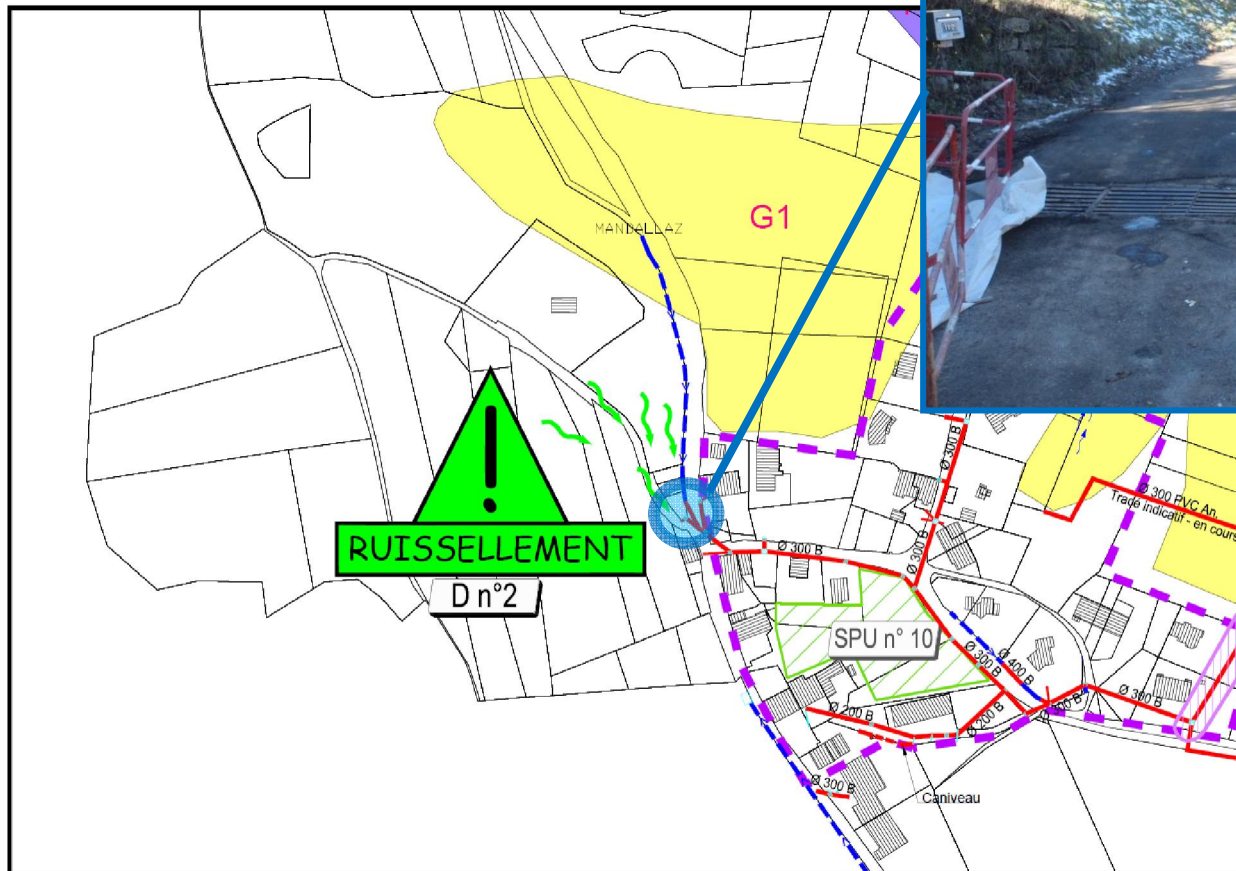 G1
MANDALLAZ
Ø 300 B
Ø 300 PVC An.
Tracé indicatif - en cours
RUISSELLEMENT
D n°2
Ø 300 B
Ø 300 B
SPU n° 10
Ø 300 B
Ø 400 B
Ø 300 B
Ø 300 B
Ø 200 B
Ø 200 B
Ø 300 B
Caniveau